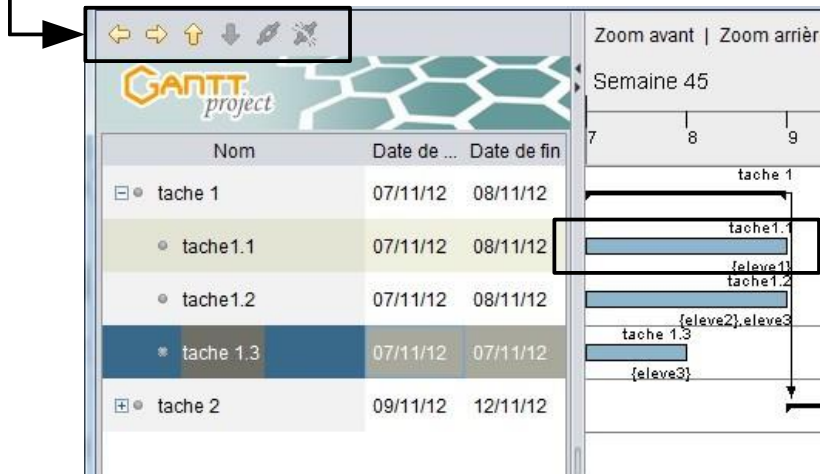 Zoom avant | Zoom arrièr
GANTT
project
Semaine 45
7 8 9
Nom Date de ... Date de fin
tache 1
tache 1 07/11/12 08/11/12
tache1.1
tache1.1 07/11/12 08/11/12
{eleve1}
tache1.2
tache1.2 07/11/12 08/11/12
{eleve2},eleve3
tache 1.3
tache 1.3 07/11/12 07/11/12
{eleve3}
tache 2 09/11/12 12/11/12